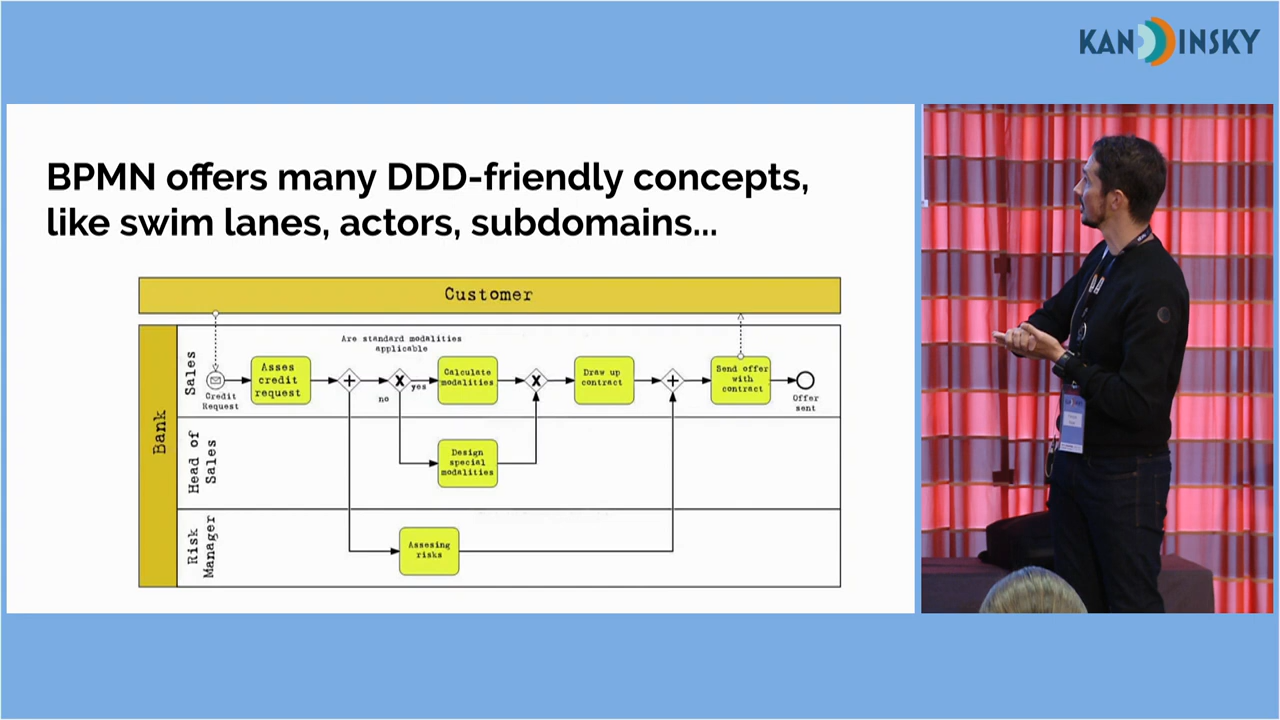 KANDDINSKY
BPMN offers many DDD-friendly concepts,
like swim lanes, actors, subdomains...
Customer
Bank
Sales
Head of
Sales
Risk
Manager
Credit
Request
Asses
credit
request
Are standard modalities
applicable
yes
no
Calculate
modalities
Draw up
contract
Send offer
with
contract
Offer
sent
Design
special
modalities
Assesing
risks